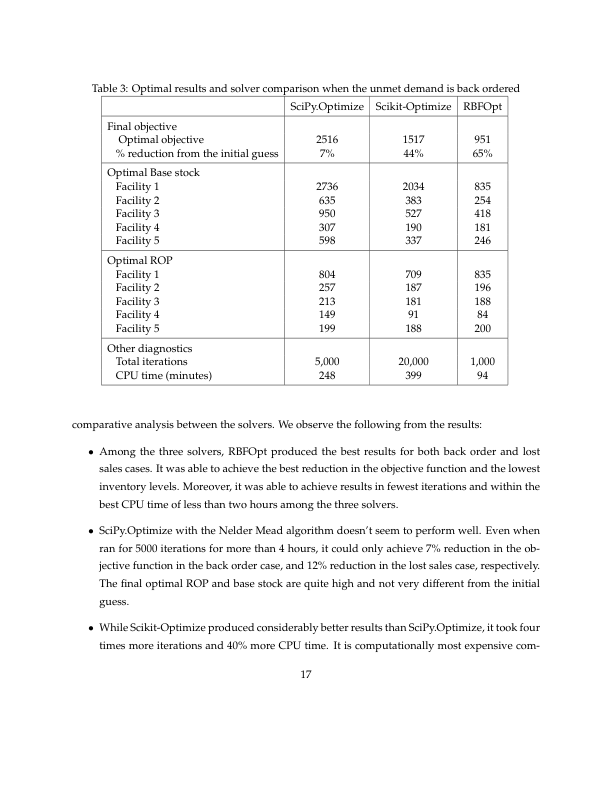 Table 3: Optimal results and solver comparison when the unmet demand is back ordered
SciPy.Optimize Scikit-Optimize RBFOpt
Final objective
Optimal objective 2516 1517 951
% reduction from the initial guess 7% 44% 65%
Optimal Base stock
Facility 1 2736 2034 835
Facility 2 635 383 254
Facility 3 950 527 418
Facility 4 307 190 181
Facility 5 598 337 246
Optimal ROP
Facility 1 804 709 835
Facility 2 257 187 196
Facility 3 213 181 188
Facility 4 149 91 84
Facility 5 199 188 200
Other diagnostics
Total iterations 5,000 20,000 1,000
CPU time (minutes) 248 399 94
comparative analysis between the solvers. We observe the following from the results:
• Among the three solvers, RBFOpt produced the best results for both back order and lost
sales cases. It was able to achieve the best reduction in the objective function and the lowest
inventory levels. Moreover, it was able to achieve results in fewest iterations and within the
best CPU time of less than two hours among the three solvers.
• SciPy.Optimize with the Nelder Mead algorithm doesn't seem to perform well. Even when
ran for 5000 iterations for more than 4 hours, it could only achieve 7% reduction in the ob-
jective function in the back order case, and 12% reduction in the lost sales case, respectively.
The final optimal ROP and base stock are quite high and not very different from the initial
guess.
• While Scikit-Optimize produced considerably better results than SciPy.Optimize, it took four
times more iterations and 40% more CPU time. It is computationally most expensive com-
17